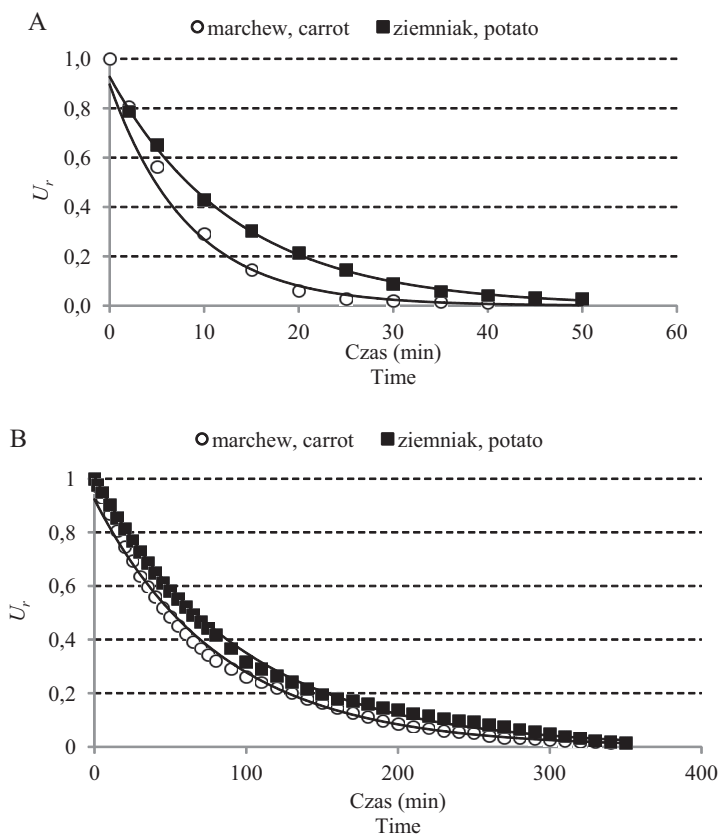 A
marchew, carrot ziemniak, potato
1,0
0,8
0,6
0,4
0,2
0,0
U_r
0 10 20 30 40 50 60
Czas (min)
Time
B
marchew, carrot ziemniak, potato
1
0,8
0,6
0,4
0,2
0
U_r
0 100 200 300 400
Czas (min)
Time